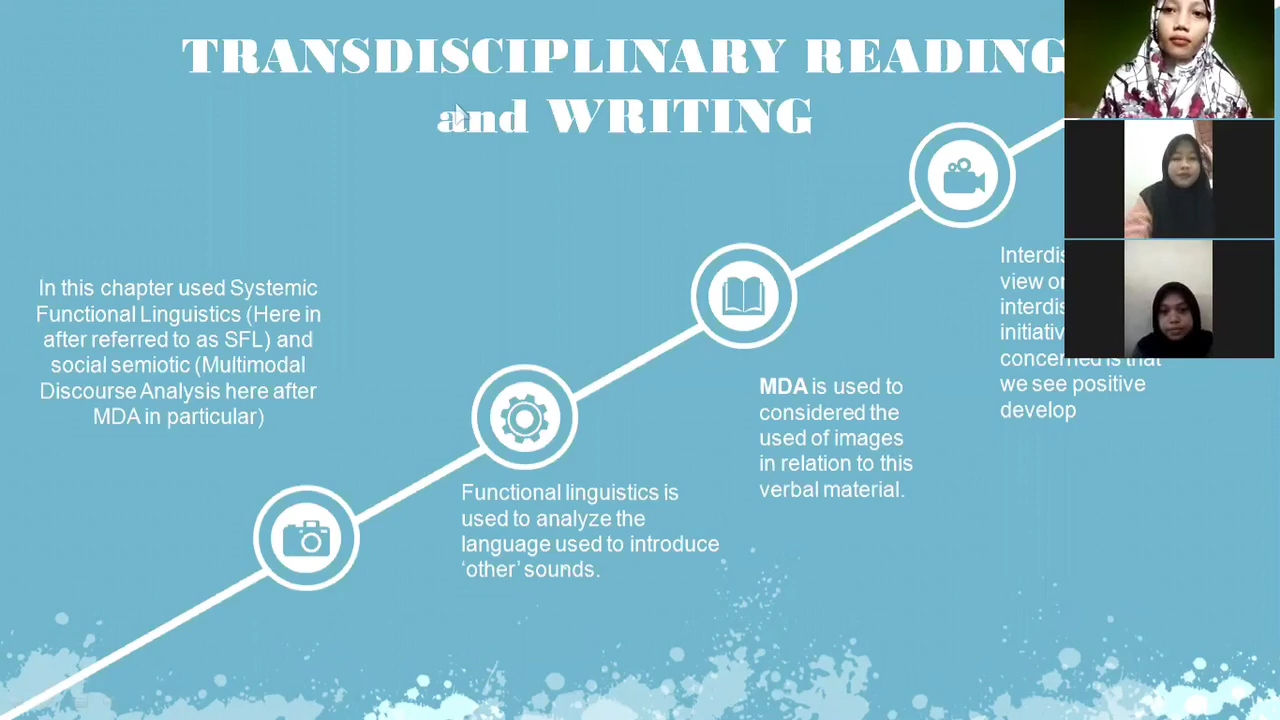 TRANSDISCIPLINARY READING
and WRITING
In this chapter used Systemic
Functional Linguistics (Here in
after referred to as SFL) and
social semiotic (Multimodal
Discourse Analysis here after
MDA in particular)
Functional linguistics is
used to analyze the
language used to introduce
‘other’ sounds.
MDA is used to
considered the
used of images
in relation to this
verbal material.
view
concerned is that
we see positive
develop